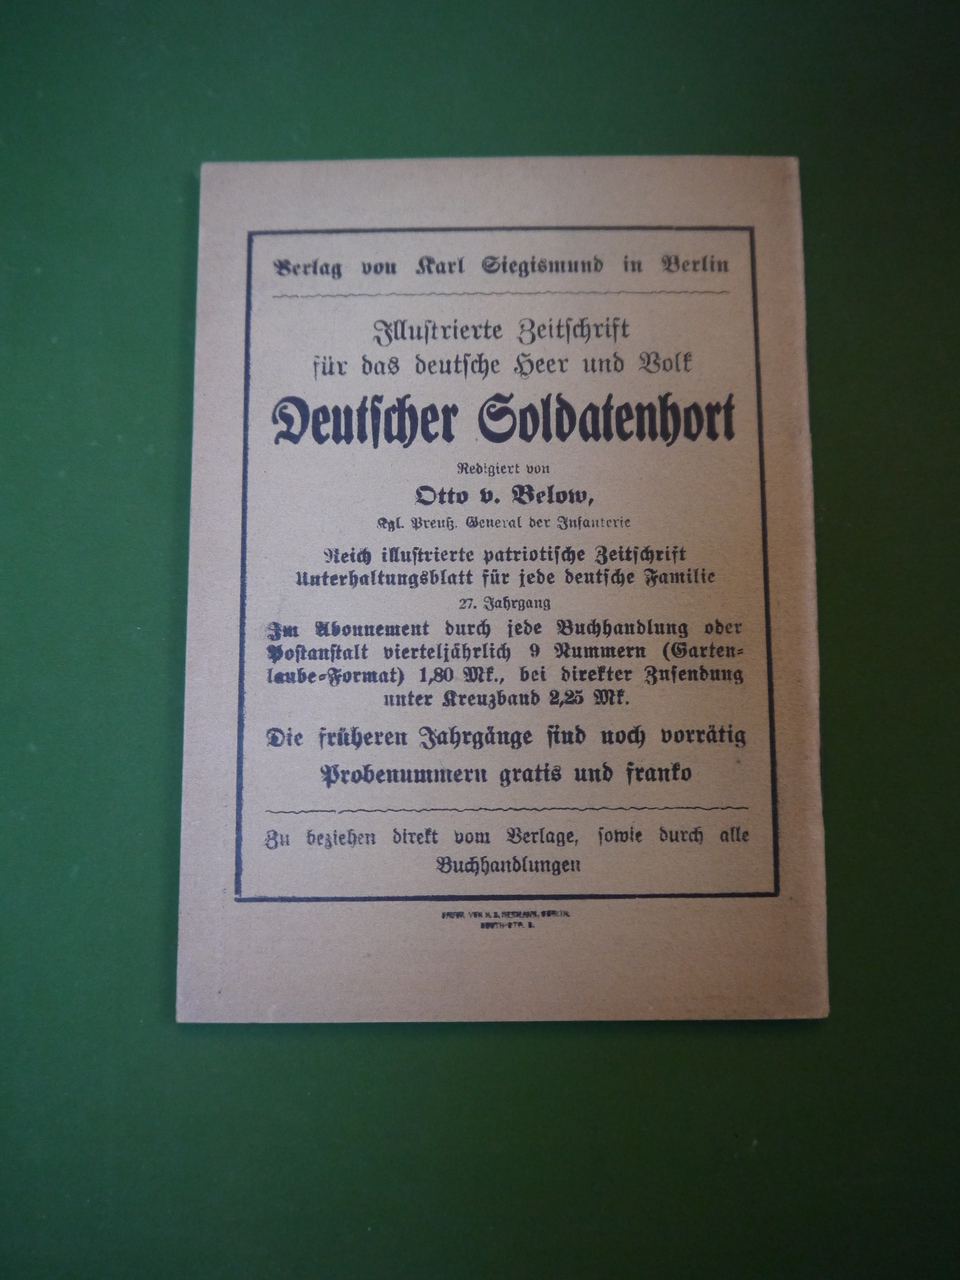 Verlag von Karl Siegismund in Berlin
Illustrierte Zeitschrift
für das deutsche Heer und Volk
Deutscher Soldatenhort
Redigiert von
Otto v. Below,
Kgl. Preuß. General der Infanterie
Reich illustrierte patriotische Zeitschrift
Unterhaltungsblatt für jede deutsche Familie
27. Jahrgang
Im Abonnement durch jede Buchhandlung oder
Postanstalt vierteljährlich 9 Nummern (Garten-
laube-Format) 1,80 Mk., bei direkter Zusendung
unter Kreuzband 2,25 Mk.
Die früheren Jahrgänge sind noch vorrätig
Probenummern gratis und franko
Zu beziehen direkt vom Verlage, sowie durch alle
Buchhandlungen
VON H. S. BERLIN,
STR.